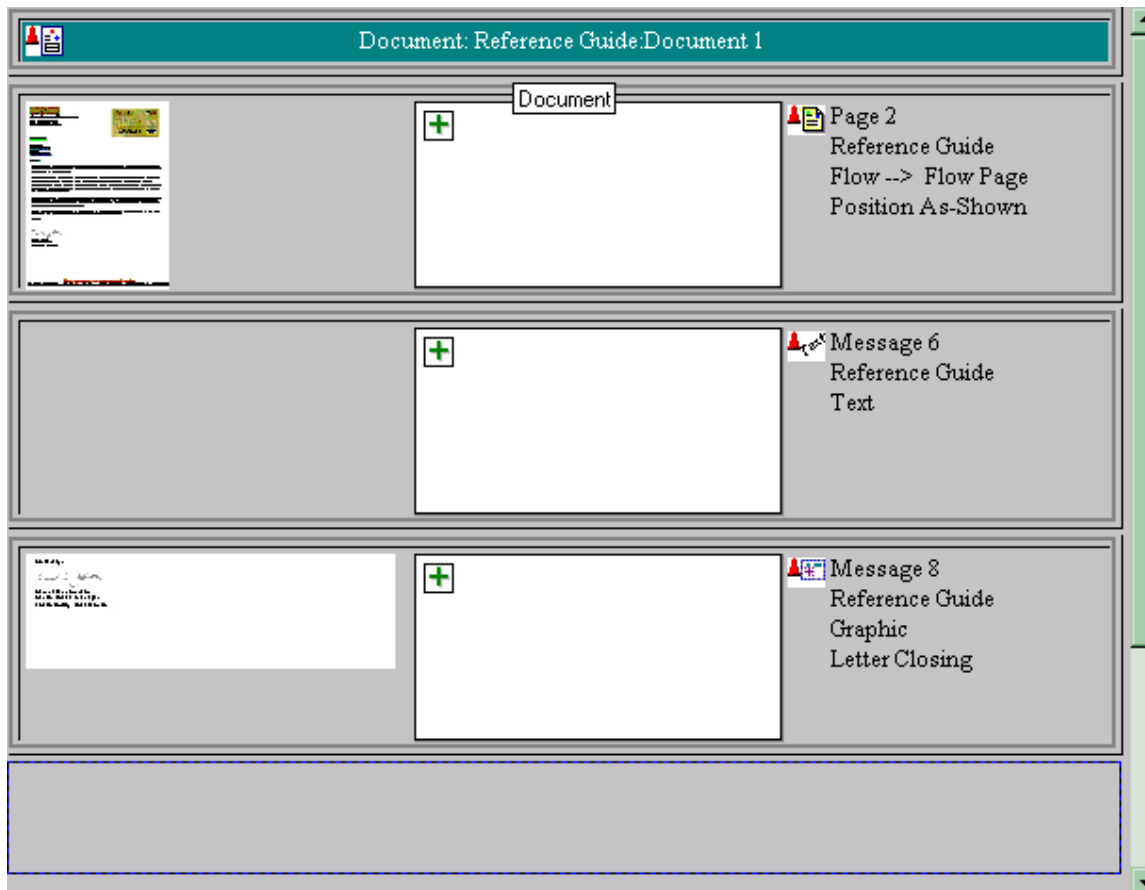 Document: Reference Guide:Document 1
Document
Page 2
Reference Guide
Flow --> Flow Page
Position As-Shown
Message 6
Reference Guide
Text
Message 8
Reference Guide
Graphic
Letter Closing